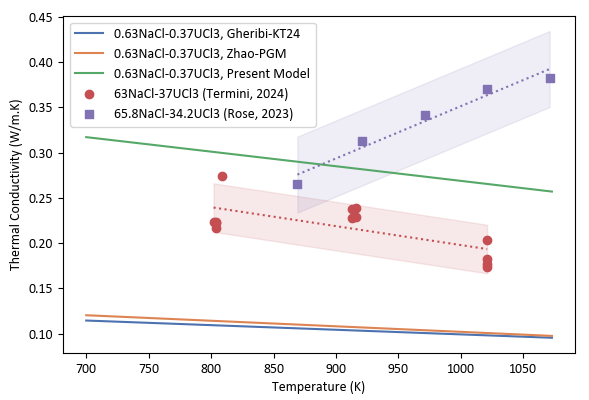 0.63NaCl-0.37UCl3, Gheribi-KT24
0.63NaCl-0.37UCl3, Zhao-PGM
0.63NaCl-0.37UCl3, Present Model
63NaCl-37UCl3 (Termini, 2024)
65.8NaCl-34.2UCl3 (Rose, 2023)
Thermal Conductivity (W/m.K)
0.45
0.40
0.35
0.30
0.25
0.20
0.15
0.10
700 750 800 850 900 950 1000 1050
Temperature (K)